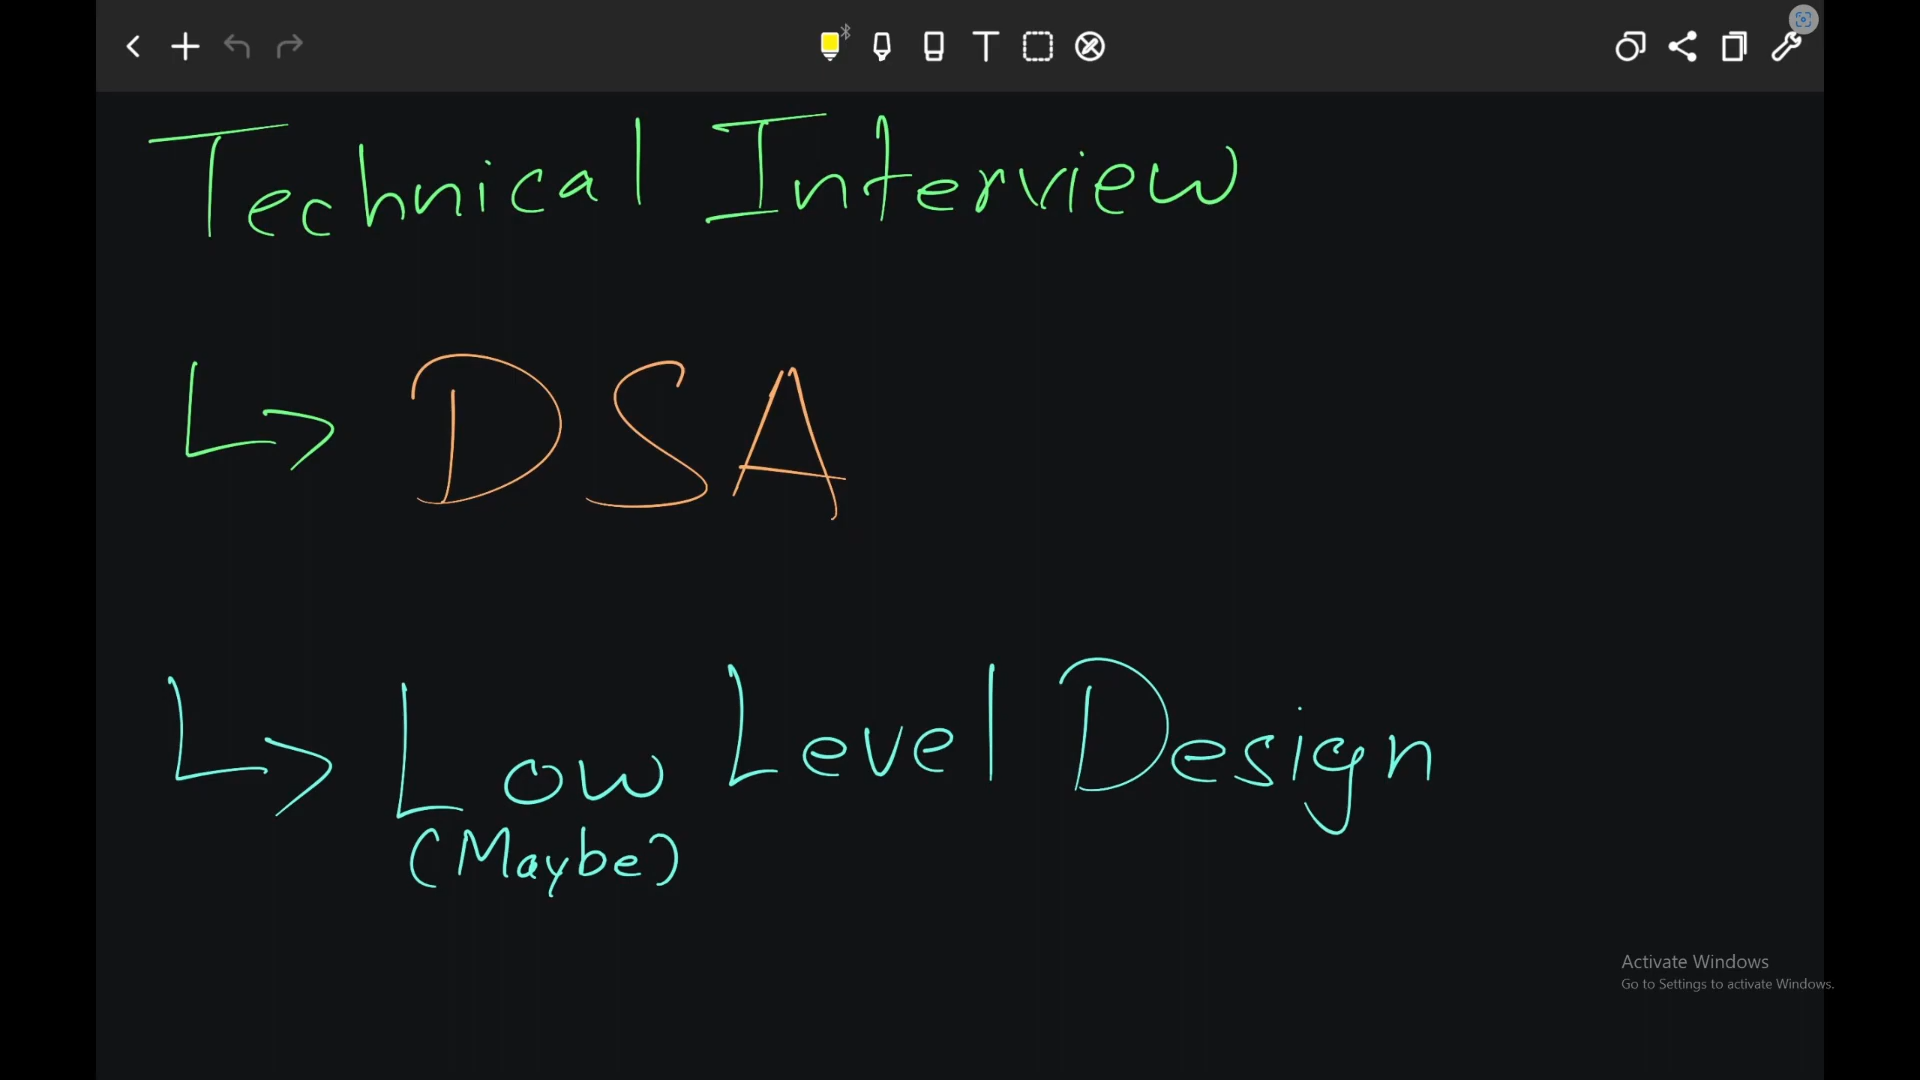 Technical Interview
↳ DSA
↳ Low Level Design
(Maybe)
Activate Windows
Go to Settings to activate Windows.